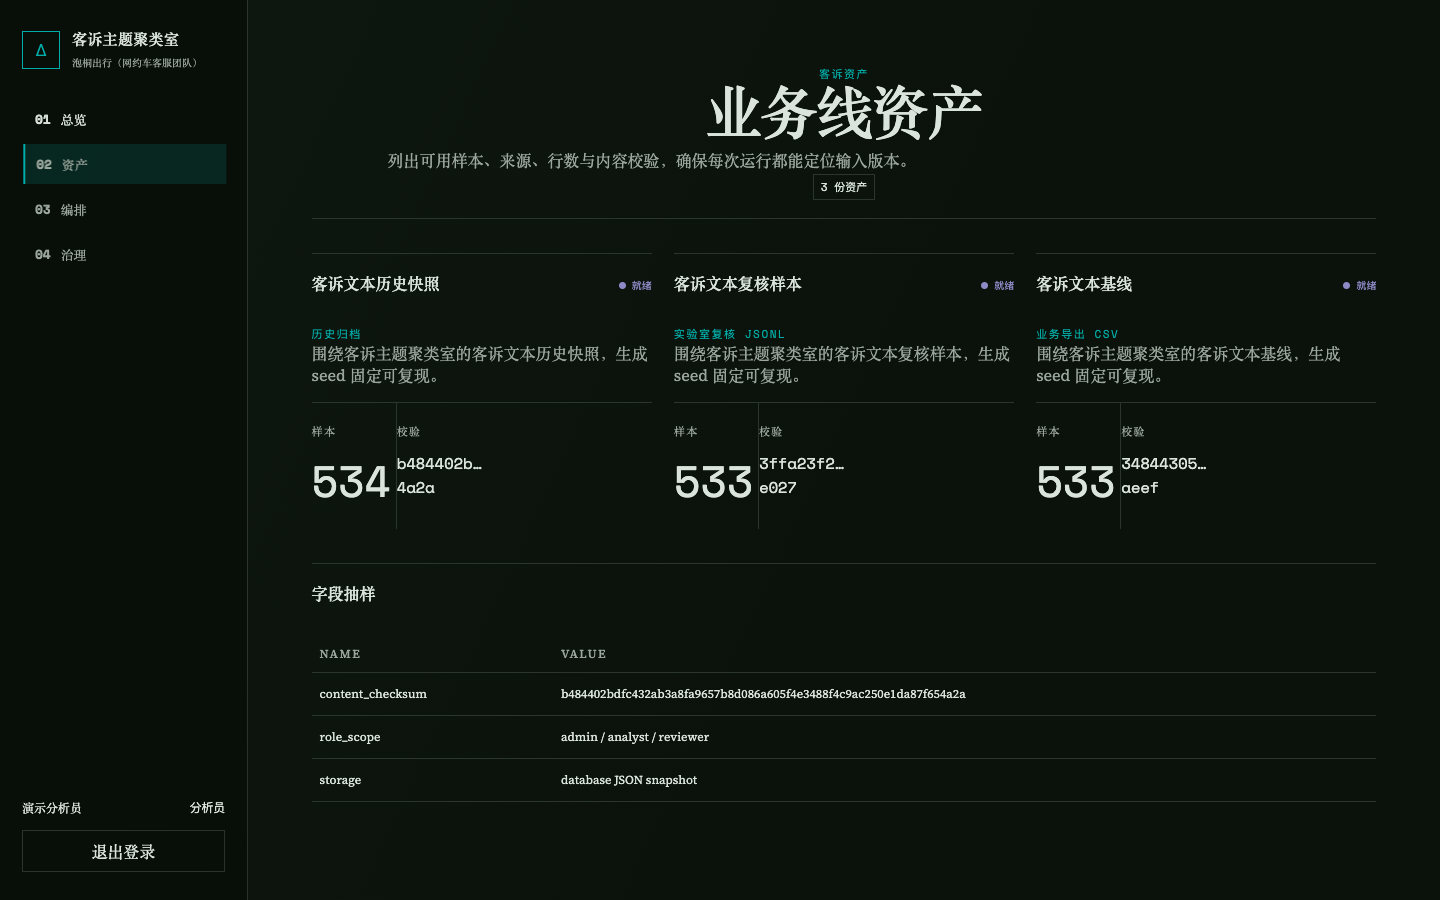 Δ
客诉主题聚类室
泡桐出行（网约车客服团队）
01 总览
02 资产
03 编排
04 治理
演示分析员 分析员
退出登录
客诉资产
业务线资产
列出可用样本、来源、行数与内容校验，确保每次运行都能定位输入版本。
3 份资产
客诉文本历史快照 就绪
历史归档
围绕客诉主题聚类室的客诉文本历史快照，生成
seed 固定可复现。
样本 校验
534 b484402b…
4a2a
客诉文本复核样本 就绪
实验室复核 JSONL
围绕客诉主题聚类室的客诉文本复核样本，生成
seed 固定可复现。
样本 校验
533 3ffa23f2…
e027
客诉文本基线 就绪
业务导出 CSV
围绕客诉主题聚类室的客诉文本基线，生成
seed 固定可复现。
样本 校验
533 34844305…
aeef
字段抽样
NAME VALUE
content_checksum b484402bdfc432ab3a8fa9657b8d086a605f4e3488f4c9ac250e1da87f654a2a
role_scope admin / analyst / reviewer
storage database JSON snapshot